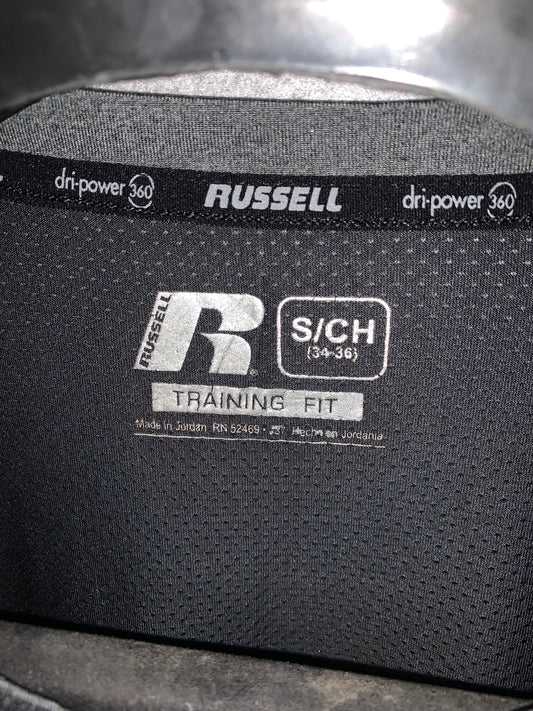 dri-power 360 RUSSELL dri-power 360
RUSSELL R ®
S/CH
(34-36)
TRAINING FIT
Made in Jordan RN 52469 • Hecho en Jordania